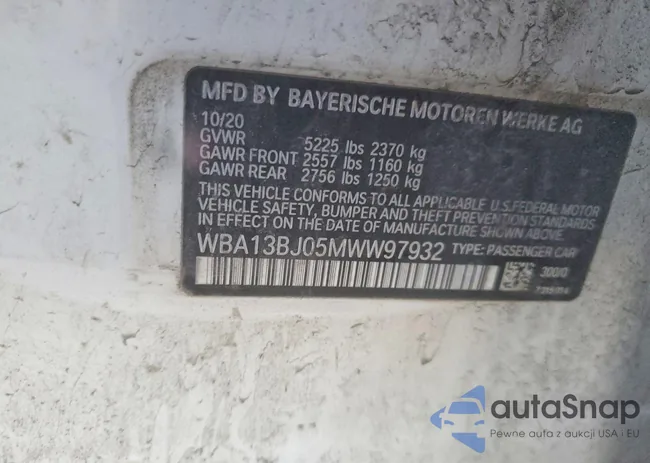 MFD BY BAYERISCHE MOTOREN WERKE AG
10/20
GVWR 5225 lbs 2370 kg
GAWR FRONT 2557 lbs 1160 kg
GAWR REAR 2756 lbs 1250 kg
THIS VEHICLE CONFORMS TO ALL APPLICABLE U.S.FEDERAL MOTOR
VEHICLE SAFETY, BUMPER AND THEFT PREVENTION STANDARDS
IN EFFECT ON THE DATE OF MANUFACTURE SHOWN ABOVE.
WBA13BJ05MWW97932 TYPE: PASSENGER CAR
300/0
autaSnap
Pewne auta z aukcji USA i EU